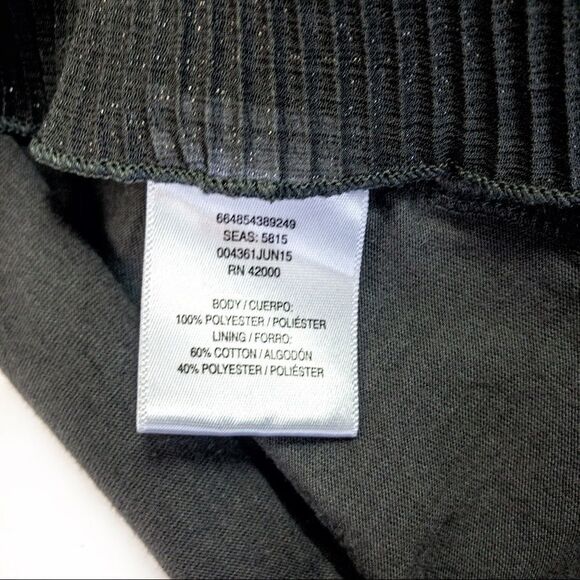 664854389249
SEAS: 5815
004361JUN15
RN 42000
BODY / CUERPO:
100% POLYESTER / POLIÉSTER
LINING / FORRO:
60% COTTON / ALGODÓN
40% POLYESTER / POLIÉSTER